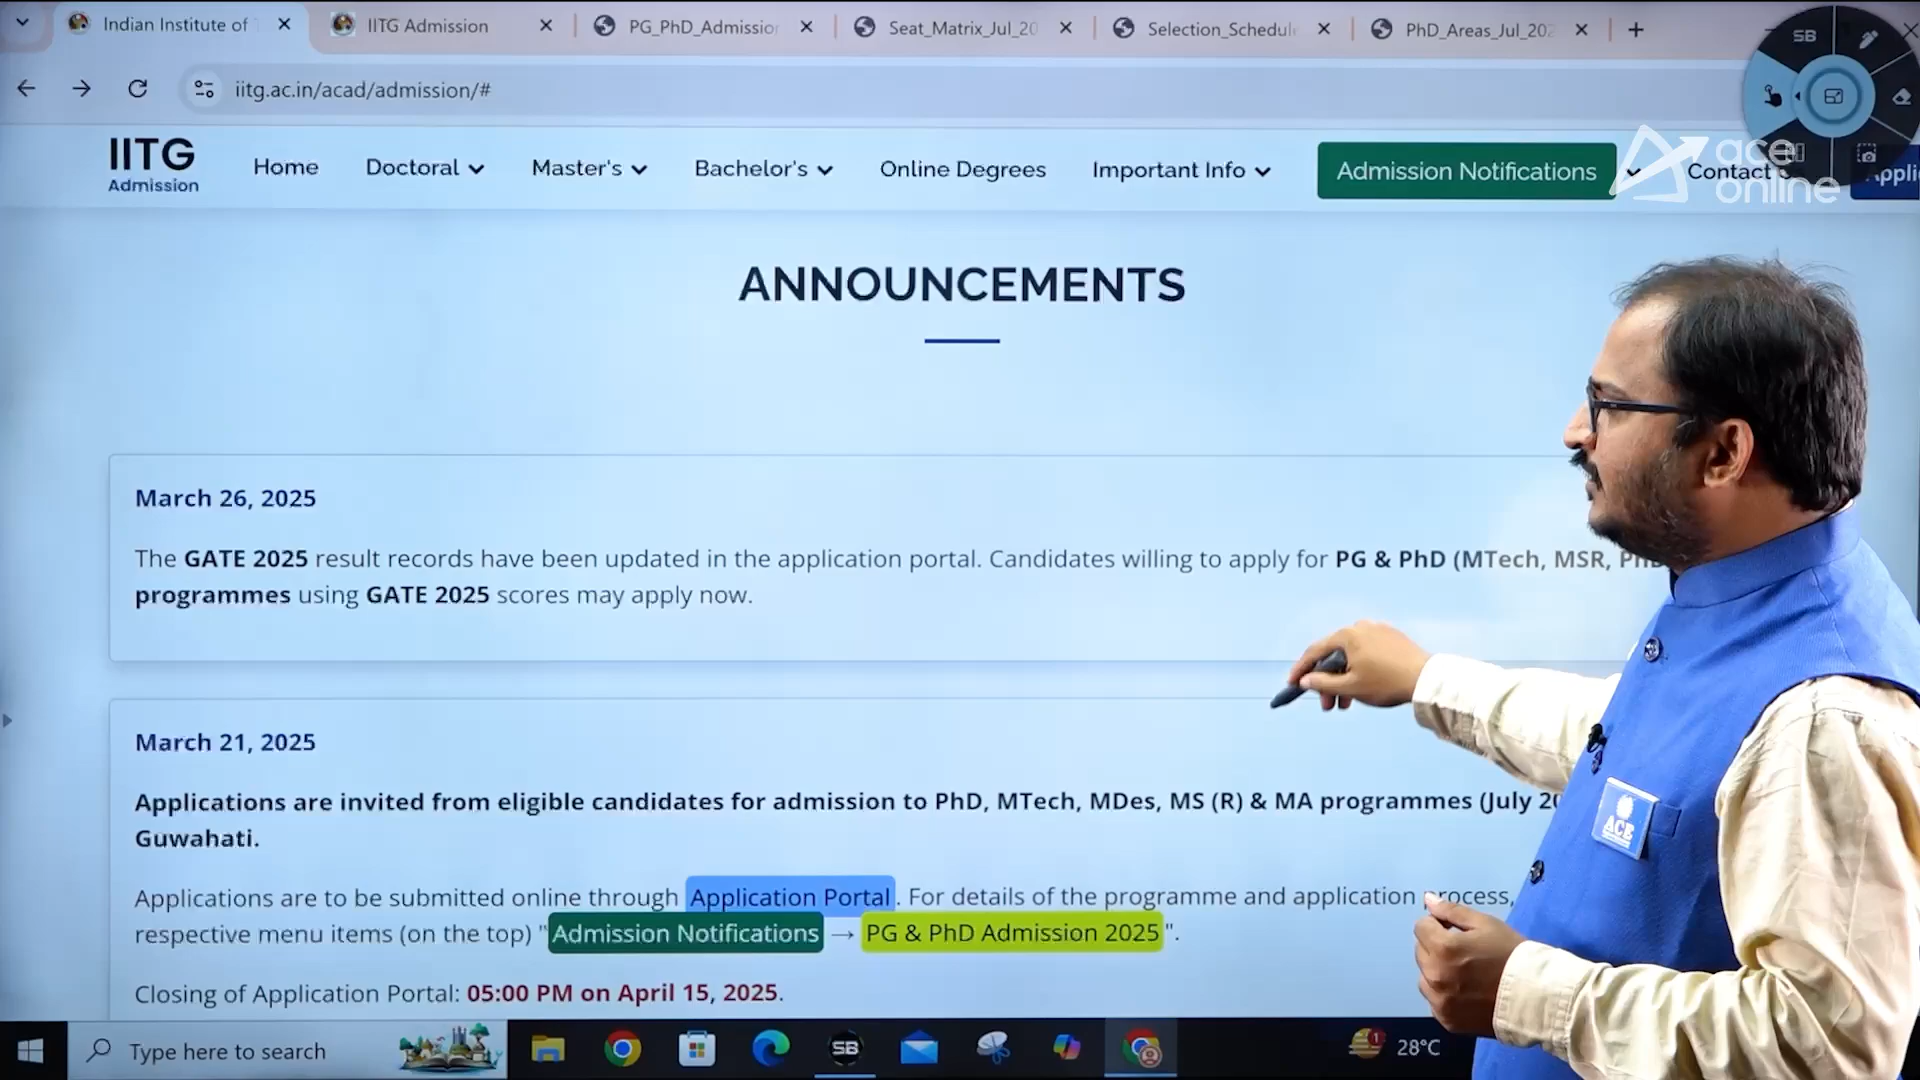 Indian Institute of
IITG Admission
PG_PhD_Admission
Seat_Matrix_Jul_20
Selection_Schedule
PhD_Areas_Jul_202
SB
iitg.ac.in/acad/admission/#
IITG
Admission
Home
Doctoral
Master's
Bachelor's
Online Degrees
Important Info
Admission Notifications
Contact
Appli
ace
online
ANNOUNCEMENTS
March 26, 2025
The GATE 2025 result records have been updated in the application portal. Candidates willing to apply for PG & PhD (MTech, MSR, PhD
programmes using GATE 2025 scores may apply now.
March 21, 2025
Applications are invited from eligible candidates for admission to PhD, MTech, MDes, MS (R) & MA programmes (July 20
Guwahati.
Applications are to be submitted online through Application Portal. For details of the programme and application process,
respective menu items (on the top) "Admission Notifications → PG & PhD Admission 2025".
Closing of Application Portal: 05:00 PM on April 15, 2025.
ACE
Type here to search
SB
1
28°C